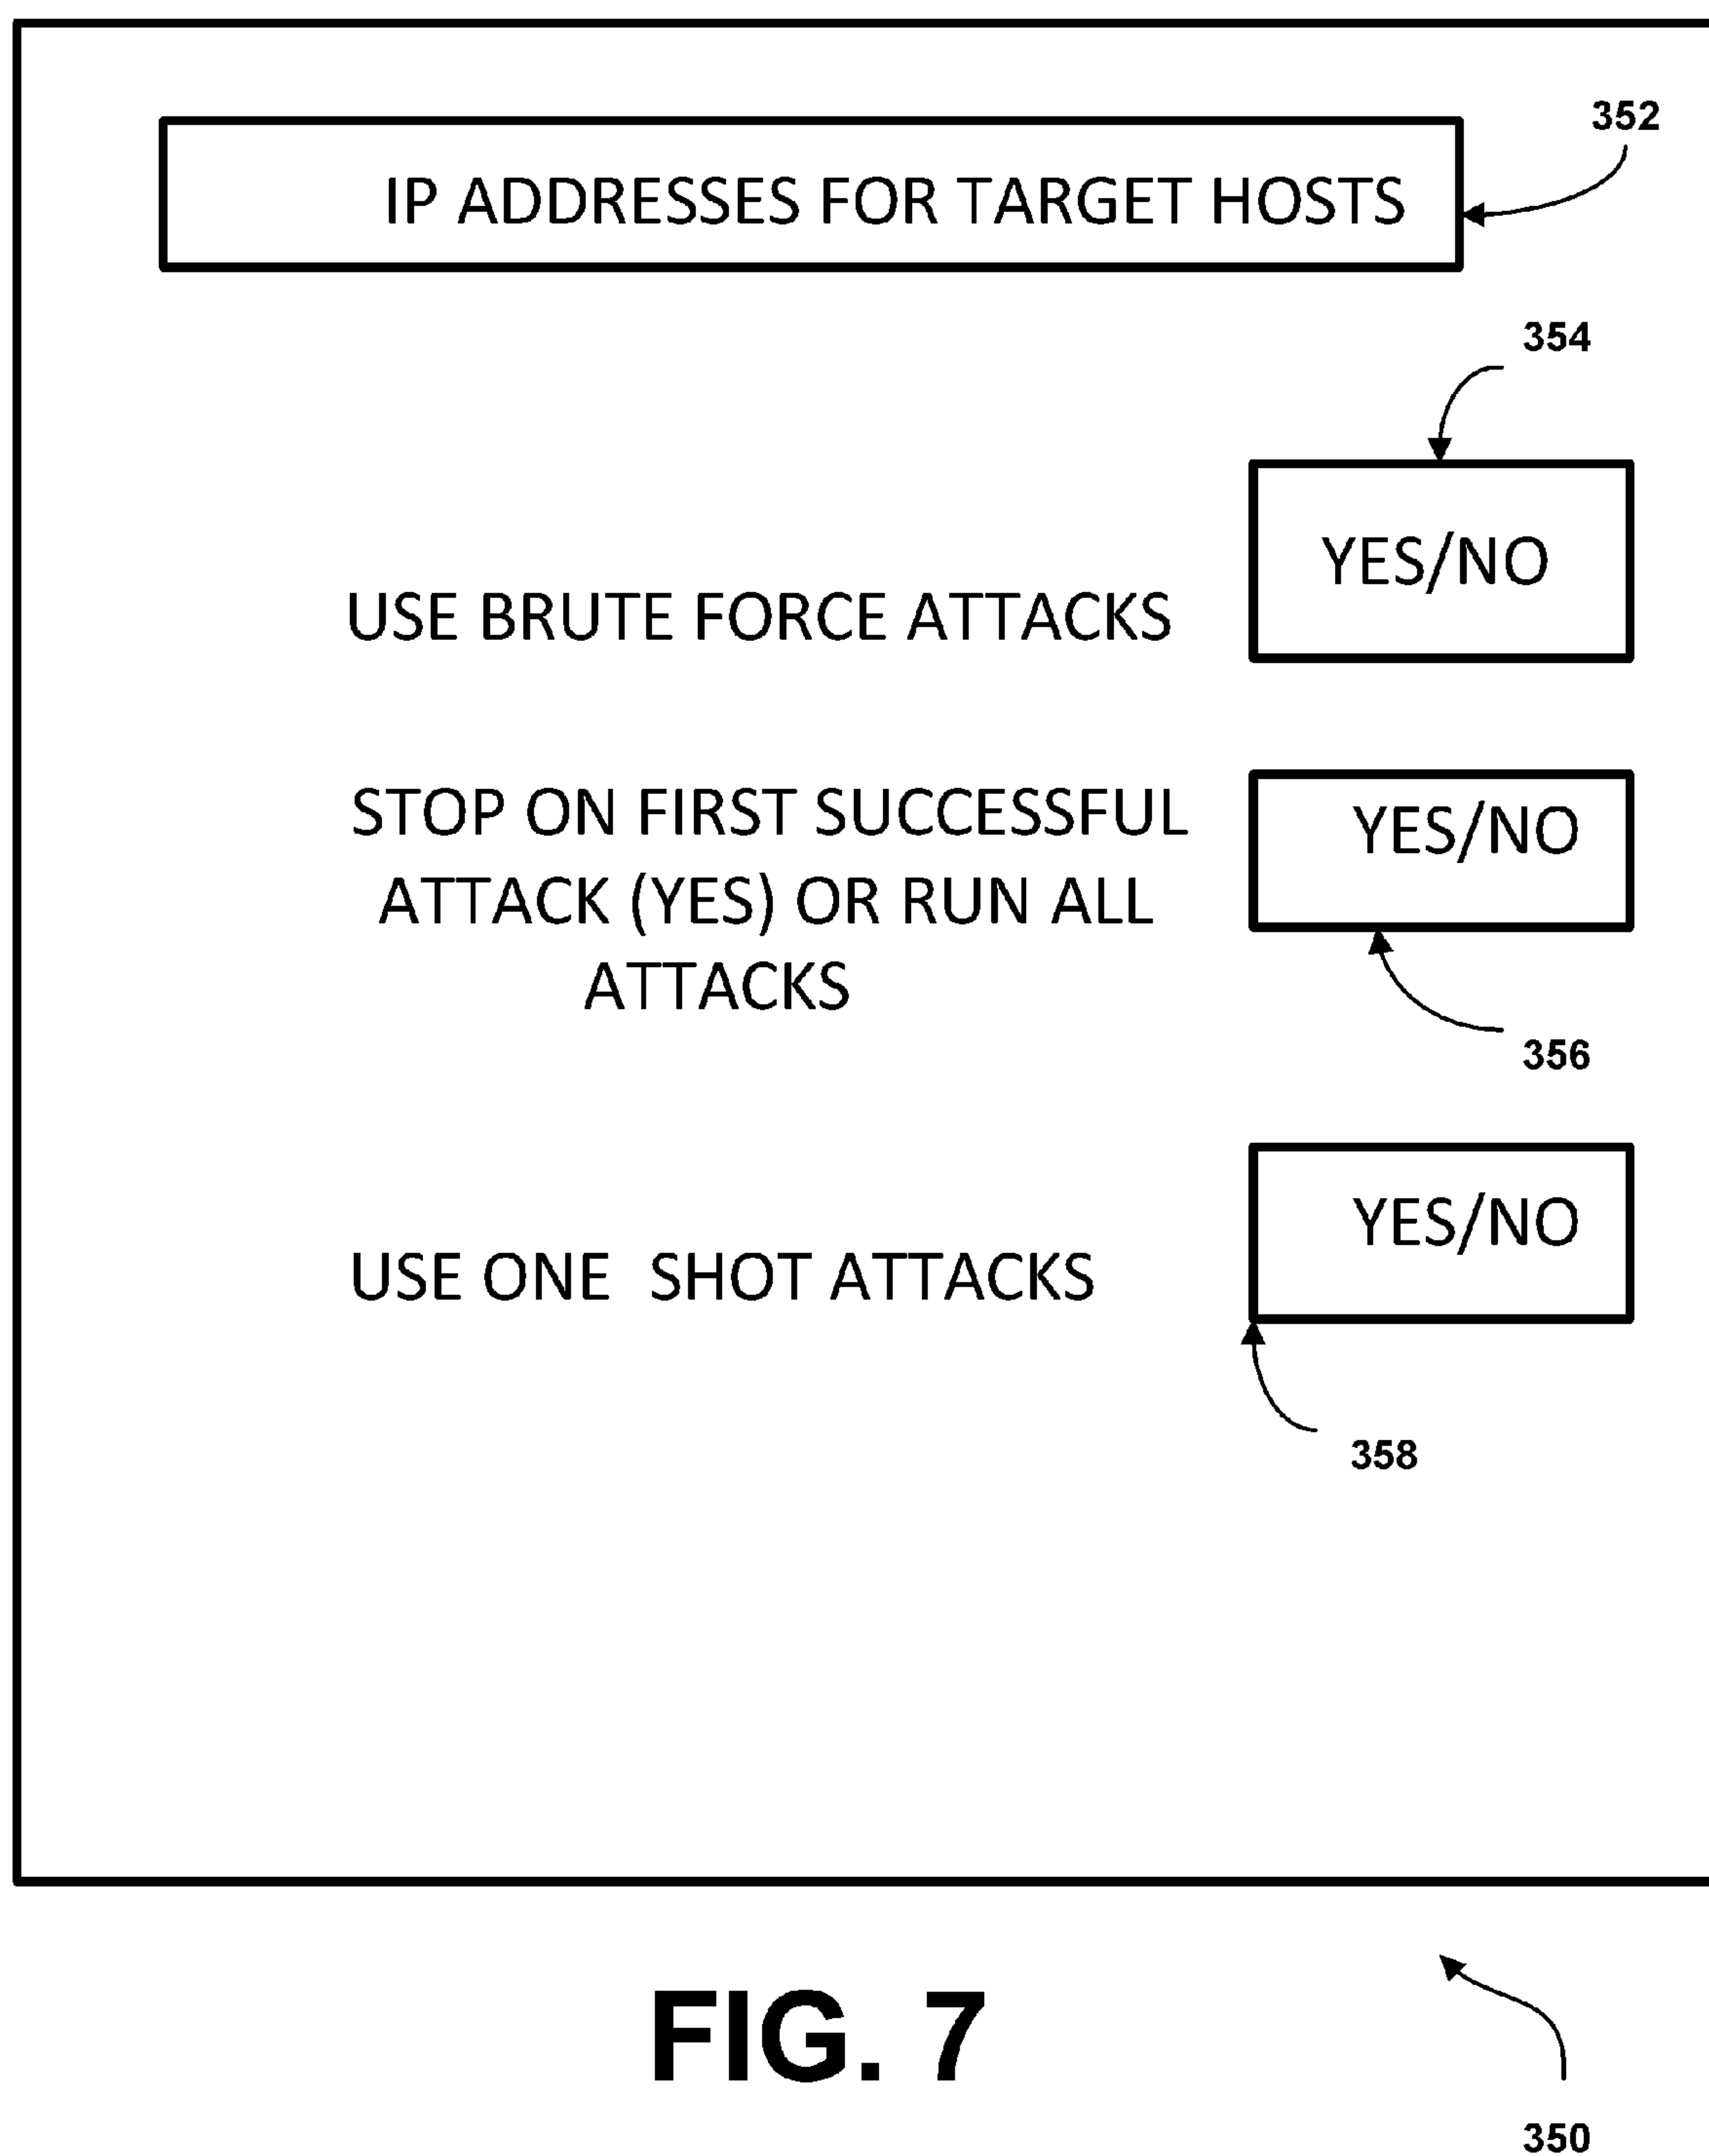 352
IP ADDRESSES FOR TARGET HOSTS
354
YES/NO
USE BRUTE FORCE ATTACKS
STOP ON FIRST SUCCESSFUL
ATTACK (YES) OR RUN ALL
ATTACKS
YES/NO
356
YES/NO
USE ONE SHOT ATTACKS
358
FIG. 7
350